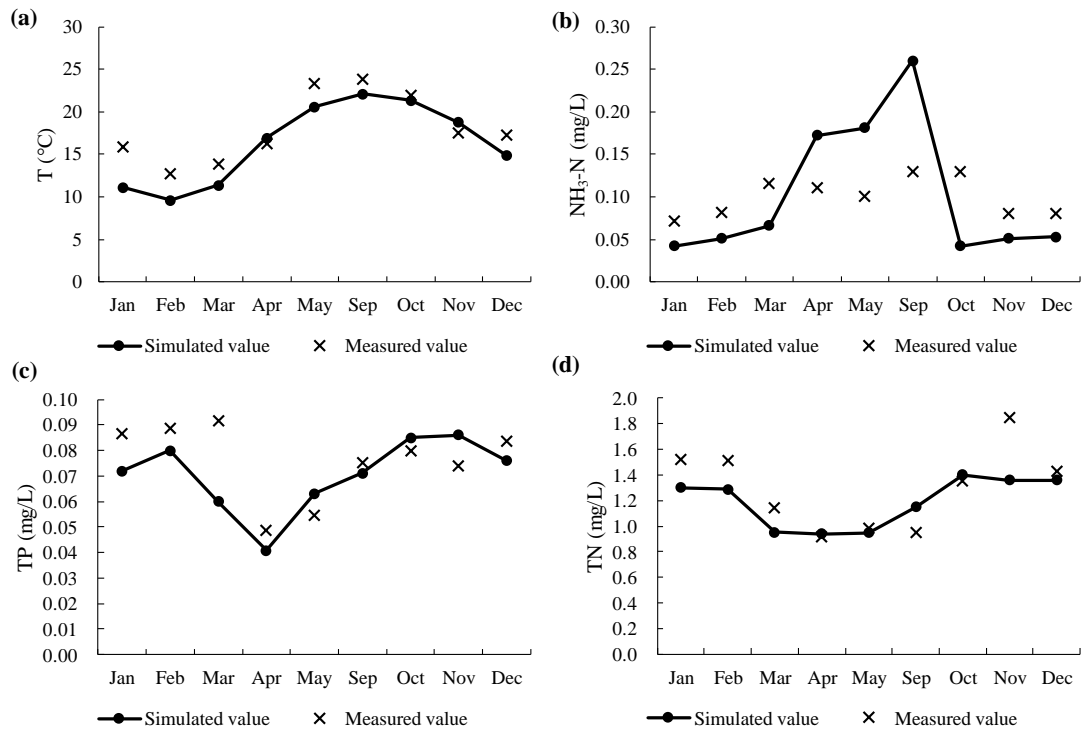 (a)
30
25
20
15
10
5
0
T (°C)
Jan Feb Mar Apr May Sep Oct Nov Dec
Simulated value Measured value
(b)
0.30
0.25
0.20
0.15
0.10
0.05
0.00
NH3-N (mg/L)
Jan Feb Mar Apr May Sep Oct Nov Dec
Simulated value Measured value
(c)
0.10
0.09
0.08
0.07
0.06
0.05
0.04
0.03
0.02
0.01
0.00
TP (mg/L)
Jan Feb Mar Apr May Sep Oct Nov Dec
Simulated value Measured value
(d)
2.0
1.8
1.6
1.4
1.2
1.0
0.8
0.6
0.4
0.2
0.0
TN (mg/L)
Jan Feb Mar Apr May Sep Oct Nov Dec
Simulated value Measured value